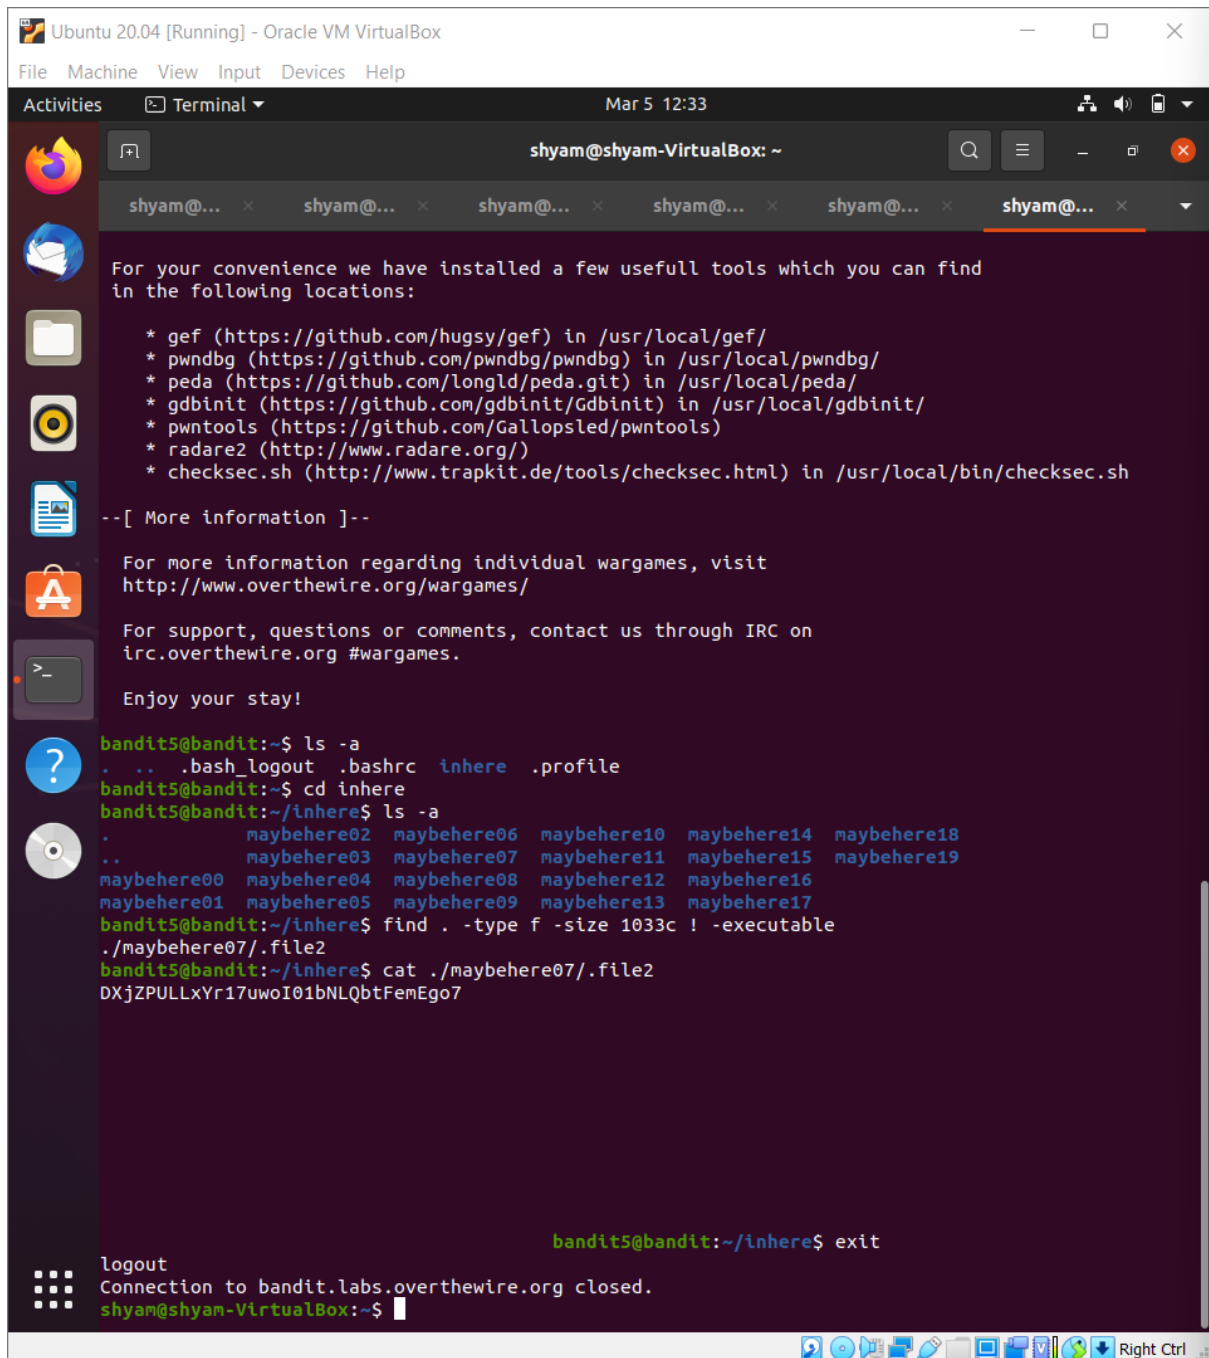 Ubuntu 20.04 [Running] - Oracle VM VirtualBox
File Machine View Input Devices Help
Activities Terminal Mar 5 12:33
shyam@shyam-VirtualBox: ~
shyam@... shyam@... shyam@... shyam@... shyam@... shyam@...
For your convenience we have installed a few usefull tools which you can find
in the following locations:
* gef (https://github.com/hugsy/gef) in /usr/local/gef/
* pwndbg (https://github.com/pwndbg/pwndbg) in /usr/local/pwndbg/
* peda (https://github.com/longld/peda.git) in /usr/local/peda/
* gdbinit (https://github.com/gdbinit/Gdbinit) in /usr/local/gdbinit/
* pwntools (https://github.com/Gallopsled/pwntools)
* radare2 (http://www.radare.org/)
* checksec.sh (http://www.trapkit.de/tools/checksec.html) in /usr/local/bin/checksec.sh
--[ More information ]--
For more information regarding individual wargames, visit
http://www.overthewire.org/wargames/
For support, questions or comments, contact us through IRC on
irc.overthewire.org #wargames.
Enjoy your stay!
bandit5@bandit:~$ ls -a
. .. .bash_logout .bashrc inhere .profile
bandit5@bandit:~$ cd inhere
bandit5@bandit:~/inhere$ ls -a
. maybehere02 maybehere06 maybehere10 maybehere14 maybehere18
.. maybehere03 maybehere07 maybehere11 maybehere15 maybehere19
maybehere00 maybehere04 maybehere08 maybehere12 maybehere16
maybehere01 maybehere05 maybehere09 maybehere13 maybehere17
bandit5@bandit:~/inhere$ find . -type f -size 1033c ! -executable
./maybehere07/.file2
bandit5@bandit:~/inhere$ cat ./maybehere07/.file2
DXjZPULLxYr17uwoI01bNLQbtFemEgo7
bandit5@bandit:~/inhere$ exit
logout
Connection to bandit.labs.overthewire.org closed.
shyam@shyam-VirtualBox:~$
Right Ctrl